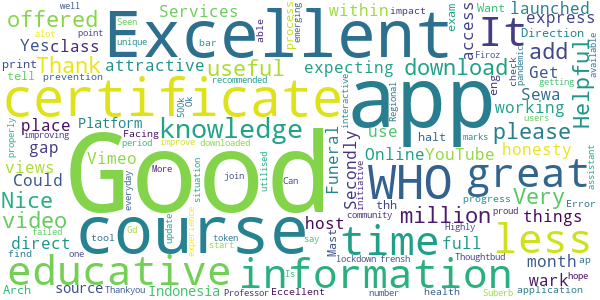 Excellent
Good
app
certificate
course
WHO
great
time
less
It
educative
information
offered
Services
within
access
express
launched
Yes
class
attractive
process
emerging
Seen
unique
bar
able
impact
exam
Want
Direction
well
alot
point
print
Thank
useful
expecting
download
add
Get
Firoz
Helpful
tell
prevention
500k
Ok
recommended
eng
check
pandemic
Sewa
getting
available
working
place
knowledge
use
halt
please
honesty
Platform
Online
YouTube
gap
Facing
period
downloaded
interactive
Regional
marks
users
properly
improving
Vimeo
improve
Funeral
Secondly
initiative
views
Could
More
situation
join
utilised
Can
assistant
Nice
everyday
video
million
Very
progress
proud
Error
things
direct
host
Mast
community
Highly
full
thh
failed
Gd
tool
update
experience
token
start
say
find
one
lockdown
frensh
Thoughtbud
month
ap
wark
hope
Arch
source
Thankyou
Indonesia
Professor
Is
Eccellent
number
health
Suberb
application